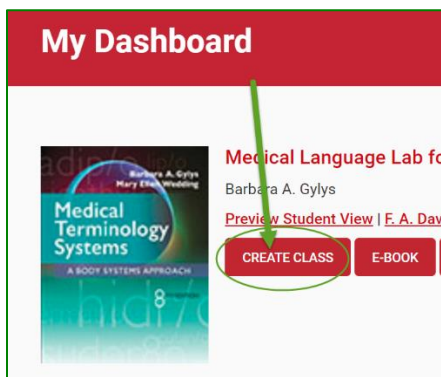 My Dashboard
Medical Language Lab fo
Barbara A. Gylys
Preview Student View | F. A. Dav
CREATE CLASS
E-BOOK
Barbara A. Gylys
Mary Ellen Wedding
Medical
Terminology
Systems
A BODY SYSTEMS APPROACH
8